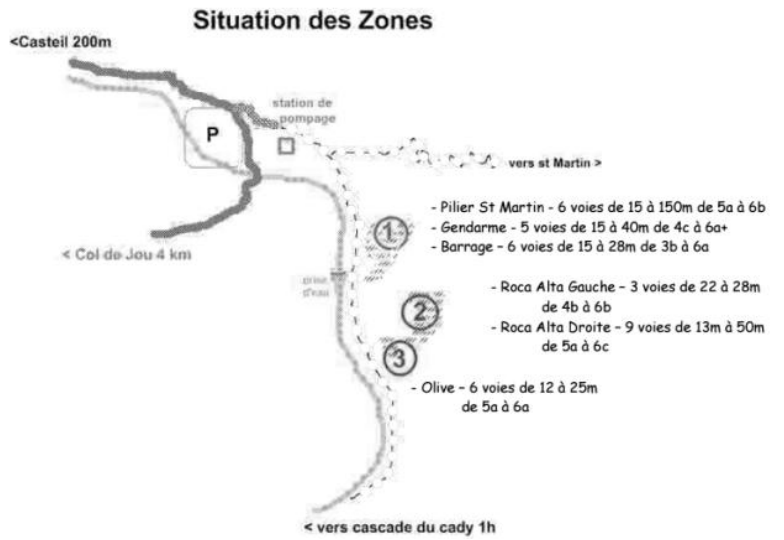 Situation des Zones
<Casteil 200m
station de
pompage
P
vers st Martin >
1
- Pilier St Martin - 6 voies de 15 à 150m de 5a à 6b
- Gendarme - 5 voies de 15 à 40m de 4c à 6a+
- Barrage – 6 voies de 15 à 28m de 3b à 6a
< Col de Jou 4 km
prise
d'eau
2
- Roca Alta Gauche – 3 voies de 22 à 28m
de 4b à 6b
- Roca Alta Droite – 9 voies de 13m à 50m
de 5a à 6c
3
- Olive – 6 voies de 12 à 25m
de 5a à 6a
< vers cascade du cady 1h